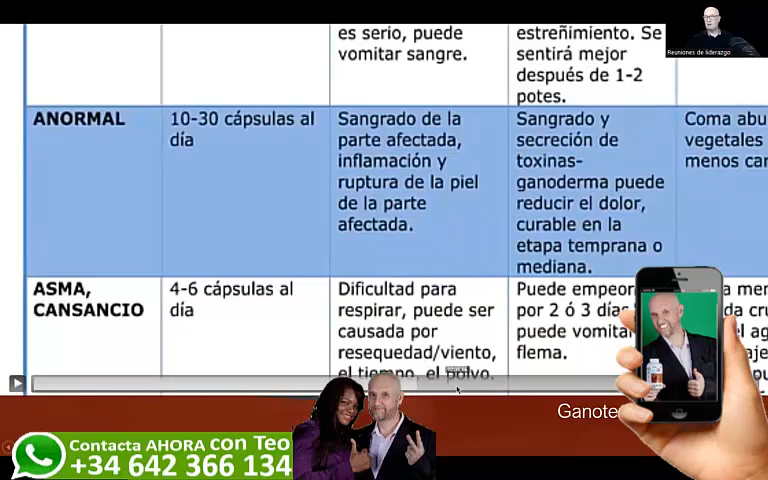 es serio, puede
vomitar sangre.
estreñimiento. Se
sentirá mejor
después de 1-2
potes.
Reuniones de liderazgo
ANORMAL
10-30 cápsulas al
día
Sangrado de la
parte afectada,
inflamación y
ruptura de la piel
de la parte
afectada.
Sangrado y
secreción de
toxinas-
ganoderma puede
reducir el dolor,
curable en la
etapa temprana o
mediana.
Coma abu
vegetales
menos car
ASMA,
CANSANCIO
4-6 cápsulas al
día
Dificultad para
respirar, puede ser
causada por
resequedad/viento,
el tiempo, el polvo.
Puede empeor
por 2 ó 3 días
puede vomita
flema.
Ganote
Contacta AHORA con Teo
+34 642 366 134